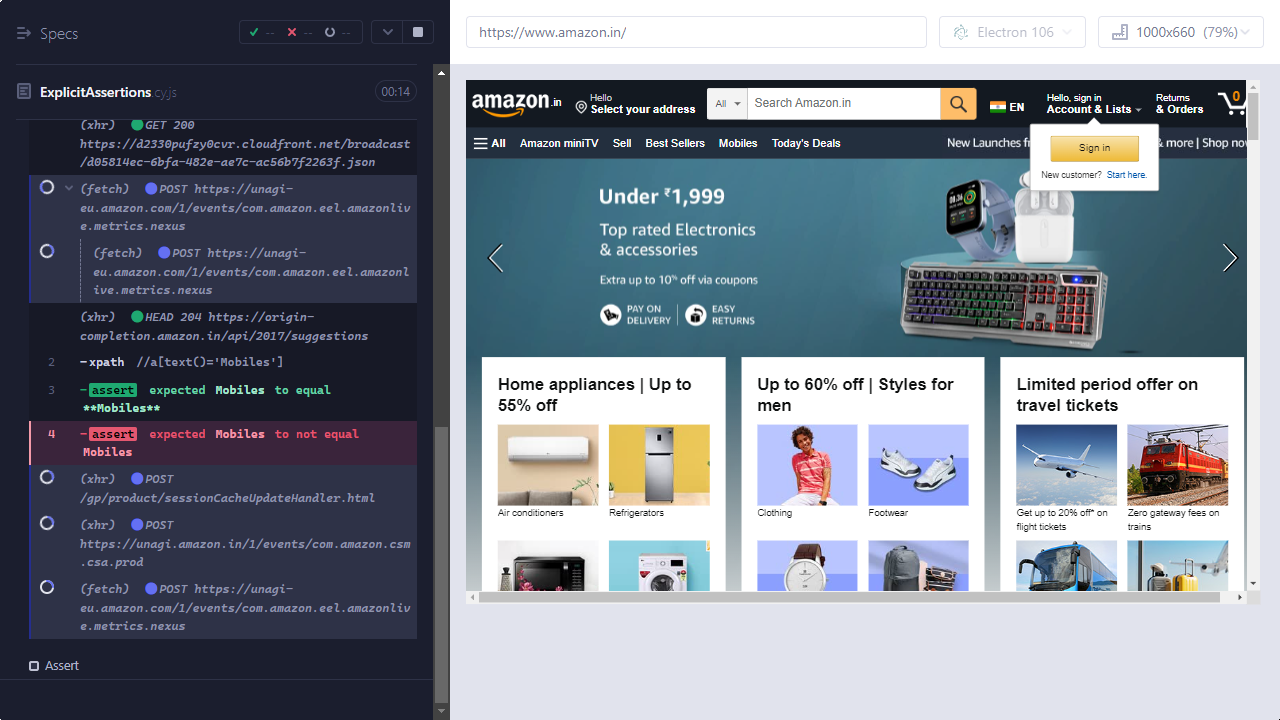 Specs
--
--
--
ExplicitAssertions cy.js
00:14
(xhr) GET 200
https://d2330pufzy0cvr.cloudfront.net/broadcast
/d05814ec-6bfa-482e-ae7c-ac56b7f2263f.json
(fetch) POST https://unagi-
eu.amazon.com/1/events/com.amazon.eel.amazonliv
e.metrics.nexus
(fetch) POST https://unagi-
eu.amazon.com/1/events/com.amazon.eel.amazonl
ive.metrics.nexus
(xhr) HEAD 204 https://origin-
completion.amazon.in/api/2017/suggestions
2 -xpath //a[text()='Mobiles']
3 -assert expected Mobiles to equal
**Mobiles**
4 -assert expected Mobiles to not equal
Mobiles
(xhr) POST
/gp/product/sessionCacheUpdateHandler.html
(xhr) POST
https://unagi.amazon.in/1/events/com.amazon.csm
.csa.prod
(fetch) POST https://unagi-
eu.amazon.com/1/events/com.amazon.eel.amazonliv
e.metrics.nexus
Assert
https://www.amazon.in/
Electron 106
1000x660 (79%)
amazon.in
Hello
Select your address
All
Search Amazon.in
EN
Hello, sign in
Account & Lists
Returns
& Orders
0
All
Amazon miniTV
Sell
Best Sellers
Mobiles
Today's Deals
New Launches f
& more | Shop now
Sign in
New customer? Start here.
Under ₹1,999
Top rated Electronics
& accessories
Extra up to 10% off via coupons
PAY ON
DELIVERY
EASY
RETURNS
Home appliances | Up to
55% off
Air conditioners
Refrigerators
Up to 60% off | Styles for
men
Clothing
Footwear
Limited period offer on
travel tickets
Get up to 20% off* on
flight tickets
Zero gateway fees on
trains